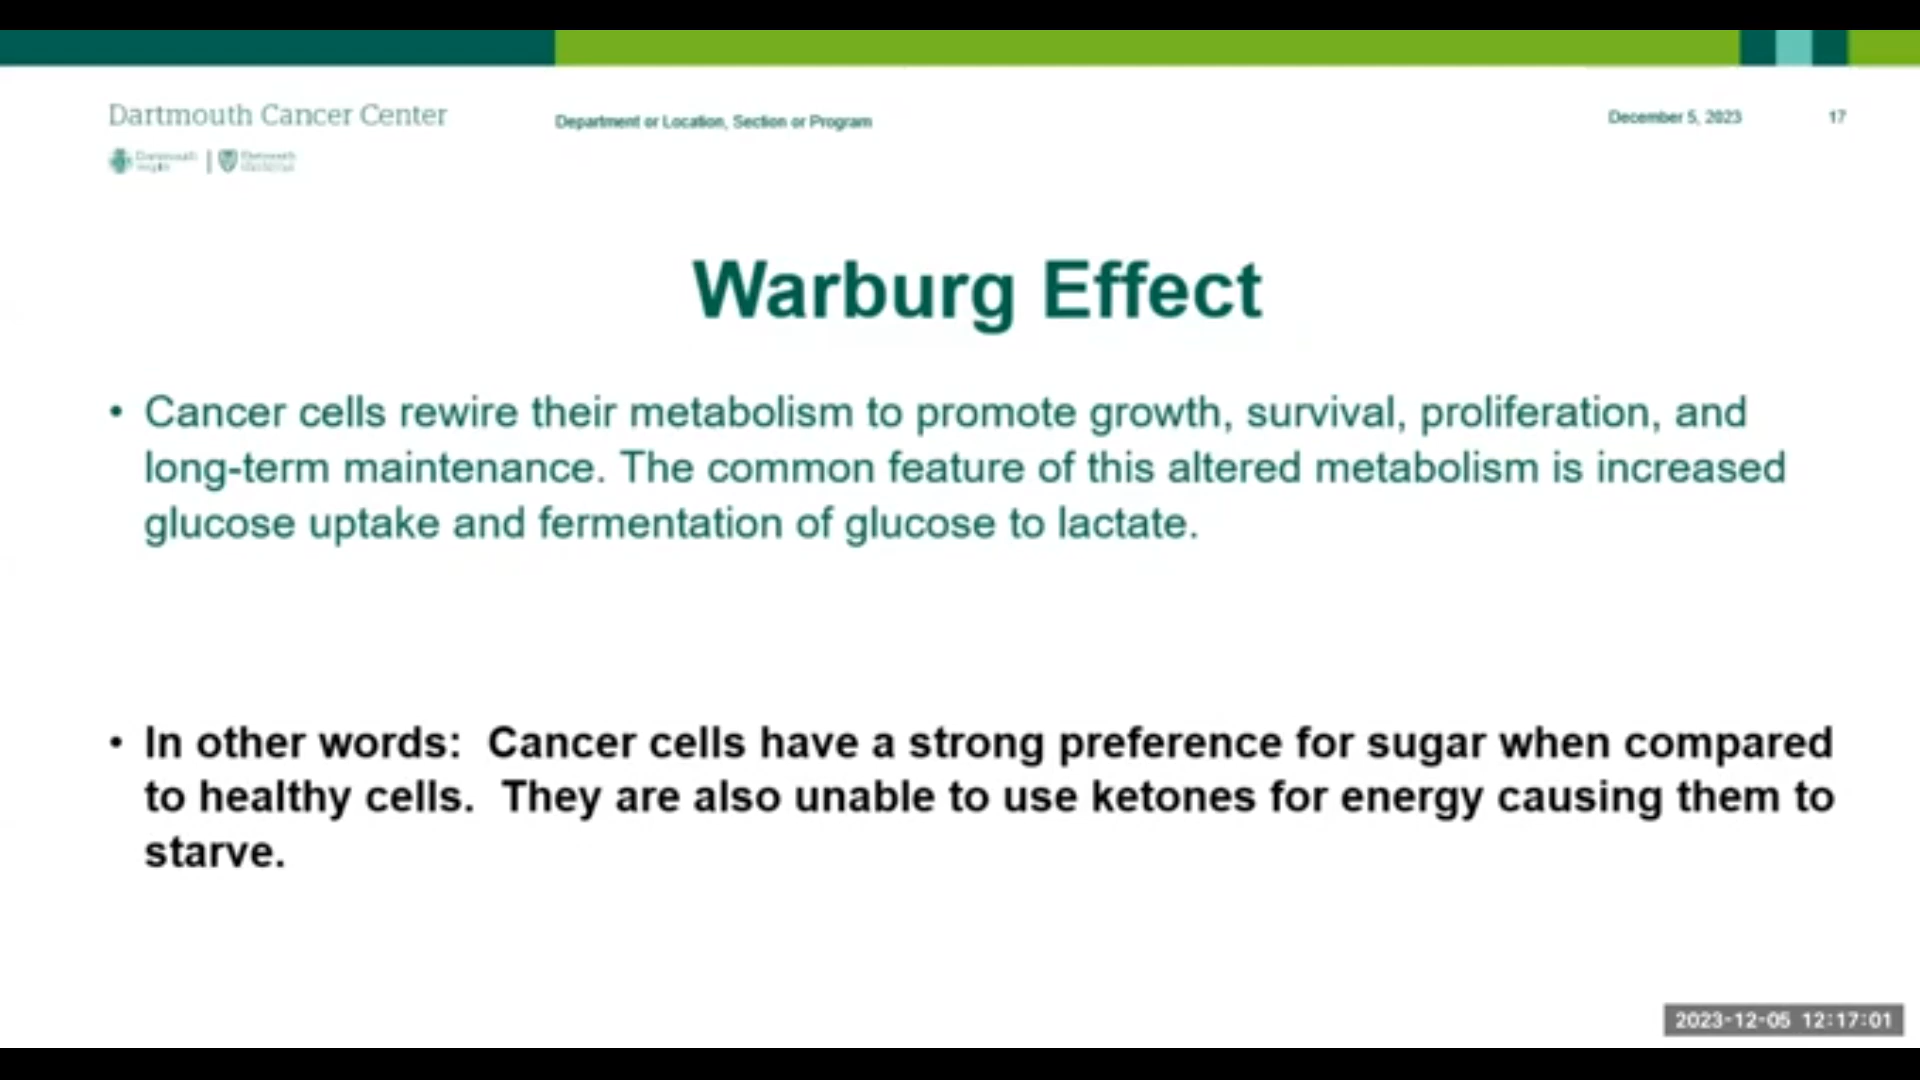 Dartmouth Cancer Center
Department or Location, Section or Program
December 5, 2023
17
Dartmouth
Dartmouth
Warburg Effect
• Cancer cells rewire their metabolism to promote growth, survival, proliferation, and
long-term maintenance. The common feature of this altered metabolism is increased
glucose uptake and fermentation of glucose to lactate.
• In other words: Cancer cells have a strong preference for sugar when compared
to healthy cells. They are also unable to use ketones for energy causing them to
starve.
2023-12-05 12:17:01